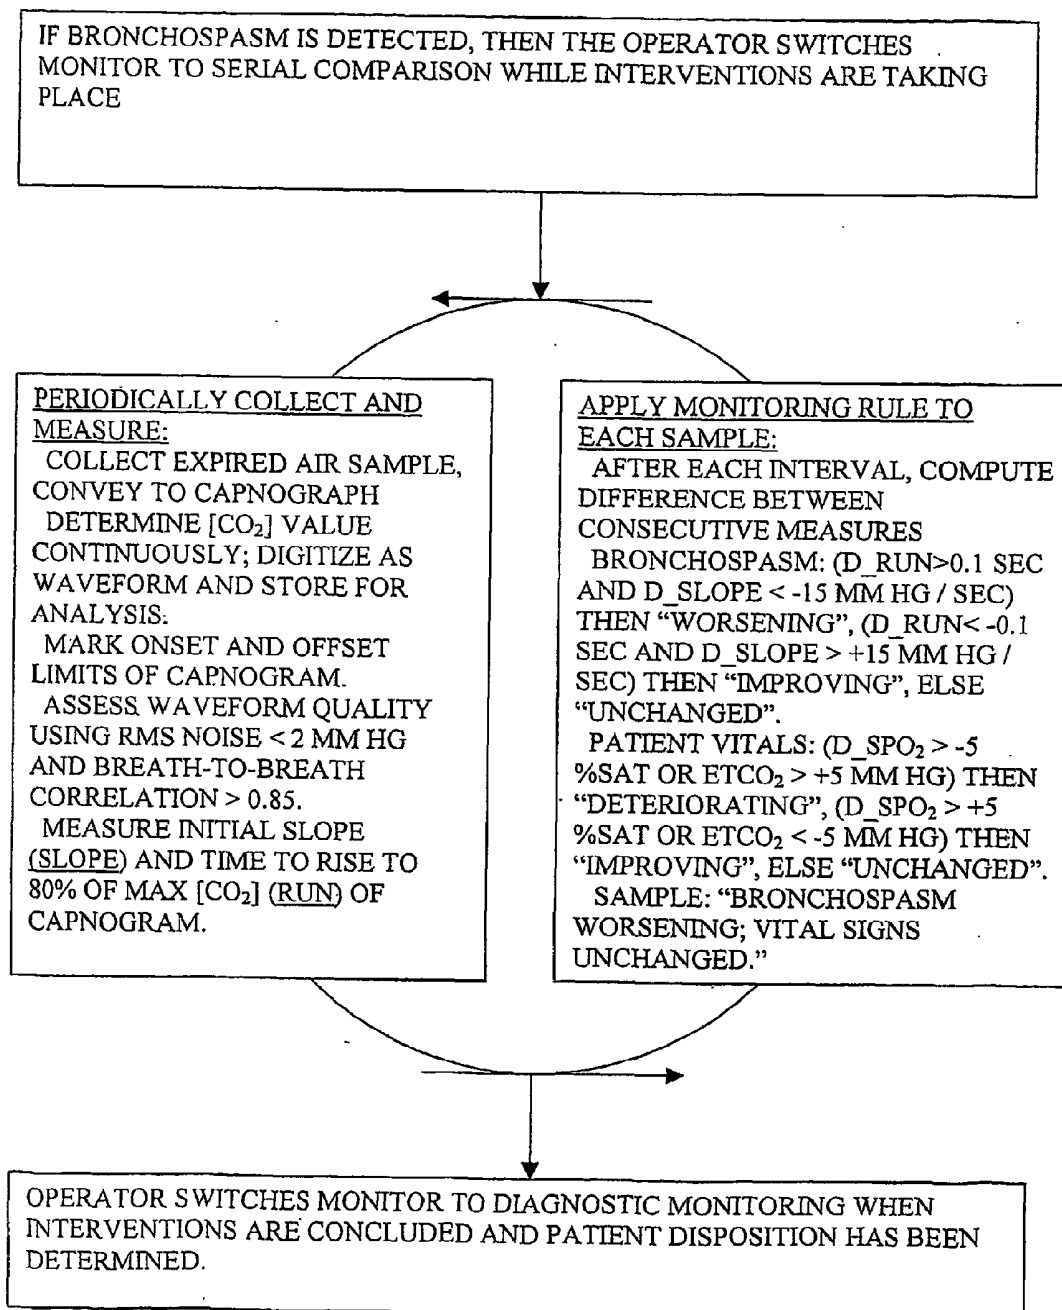 IF BRONCHOSPASM IS DETECTED, THEN THE OPERATOR SWITCHES
MONITOR TO SERIAL COMPARISON WHILE INTERVENTIONS ARE TAKING
PLACE
PERIODICALLY COLLECT AND
MEASURE:
COLLECT EXPIRED AIR SAMPLE,
CONVEY TO CAPNOGRAPH
DETERMINE [CO₂] VALUE
CONTINUOUSLY; DIGITIZE AS
WAVEFORM AND STORE FOR
ANALYSIS.
MARK ONSET AND OFFSET
LIMITS OF CAPNOGRAM.
ASSESS WAVEFORM QUALITY
USING RMS NOISE < 2 MM HG
AND BREATH-TO-BREATH
CORRELATION > 0.85.
MEASURE INITIAL SLOPE
(SLOPE) AND TIME TO RISE TO
80% OF MAX [CO₂] (RUN) OF
CAPNOGRAM.
APPLY MONITORING RULE TO
EACH SAMPLE:
AFTER EACH INTERVAL, COMPUTE
DIFFERENCE BETWEEN
CONSECUTIVE MEASURES
BRONCHOSPASM: (D_RUN>0.1 SEC
AND D_SLOPE < -15 MM HG / SEC)
THEN “WORSENING”, (D_RUN< -0.1
SEC AND D_SLOPE > +15 MM HG /
SEC) THEN “IMPROVING”, ELSE
“UNCHANGED”.
PATIENT VITALS: (D_SPO₂ > -5
%SAT OR ETCO₂ > +5 MM HG) THEN
“DETERIORATING”, (D_SPO₂ > +5
%SAT OR ETCO₂ < -5 MM HG) THEN
“IMPROVING”, ELSE “UNCHANGED”.
SAMPLE: “BRONCHOSPASM
WORSENING; VITAL SIGNS
UNCHANGED.”
OPERATOR SWITCHES MONITOR TO DIAGNOSTIC MONITORING WHEN
INTERVENTIONS ARE CONCLUDED AND PATIENT DISPOSITION HAS BEEN
DETERMINED.